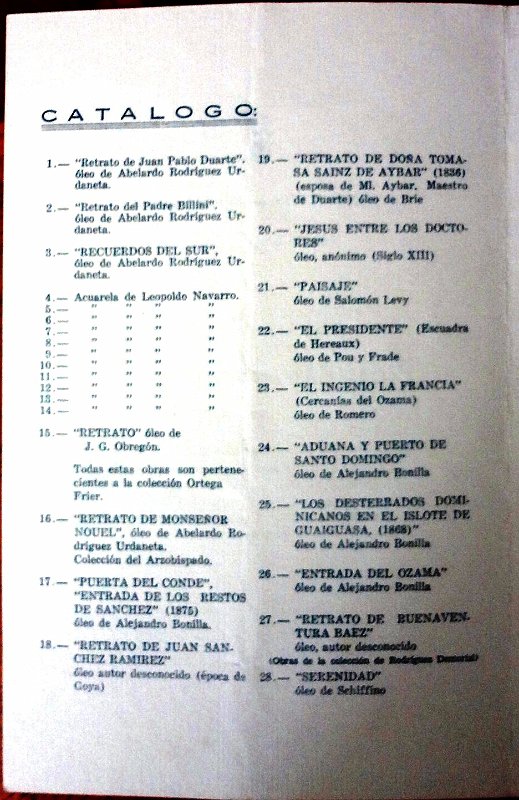 CATALOGO:
1.— "Retrato de Juan Pablo Duarte",
óleo de Abelardo Rodríguez Ur-
daneta.
2.— "Retrato del Padre Billini",
óleo de Abelardo Rodríguez Ur-
daneta.
3.— "RECUERDOS DEL SUR",
óleo de Abelardo Rodríguez Ur-
daneta.
4.— Acuarela de Leopoldo Navarro.
5.— " " " "
6.— " " " "
7.— " " " "
8.— " " " "
9.— " " " "
10.— " " " "
11.— " " " "
12.— " " " "
13.— " " " "
14.— " " " "
15.— "RETRATO" óleo de
J. G. Obregón.
Todas estas obras son pertene-
cientes a la colección Ortega
Frier.
16.— "RETRATO DE MONSEÑOR
NOUEL", óleo de Abelardo Ro-
dríguez Urdaneta.
Colección del Arzobispado.
17.— "PUERTA DEL CONDE",
"ENTRADA DE LOS RESTOS
DE SANCHEZ" (1875)
óleo de Alejandro Bonilla.
18.— "RETRATO DE JUAN SAN-
CHEZ RAMIREZ"
óleo autor desconocido (época de
Goya)
19.— "RETRATO DE DOÑA TOMA-
SA SAINZ DE AYBAR" (1836)
(esposa de Ml. Aybar, Maestro
de Duarte) óleo de Brie
20.— "JESUS ENTRE LOS DOCTO-
RES"
óleo, anónimo (Siglo XIII)
21.— "PAISAJE"
óleo de Salomón Levy
22.— "EL PRESIDENTE" (Escuadra
de Hereaux)
óleo de Pou y Frade
23.— "EL INGENIO LA FRANCIA"
(Cercanías del Ozama)
óleo de Romero
24.— "ADUANA Y PUERTO DE
SANTO DOMINGO"
óleo de Alejandro Bonilla
25.— "LOS DESTERRADOS DOMI-
NICANOS EN EL ISLOTE DE
GUAIGUASA, (1868)"
óleo de Alejandro Bonilla
26.— "ENTRADA DEL OZAMA"
óleo de Alejandro Bonilla
27.— "RETRATO DE BUENAVEN-
TURA BAEZ"
óleo, autor desconocido
(Obras de la colección de Rodríguez Demorizi)
28.— "SERENIDAD"
óleo de Schiffino